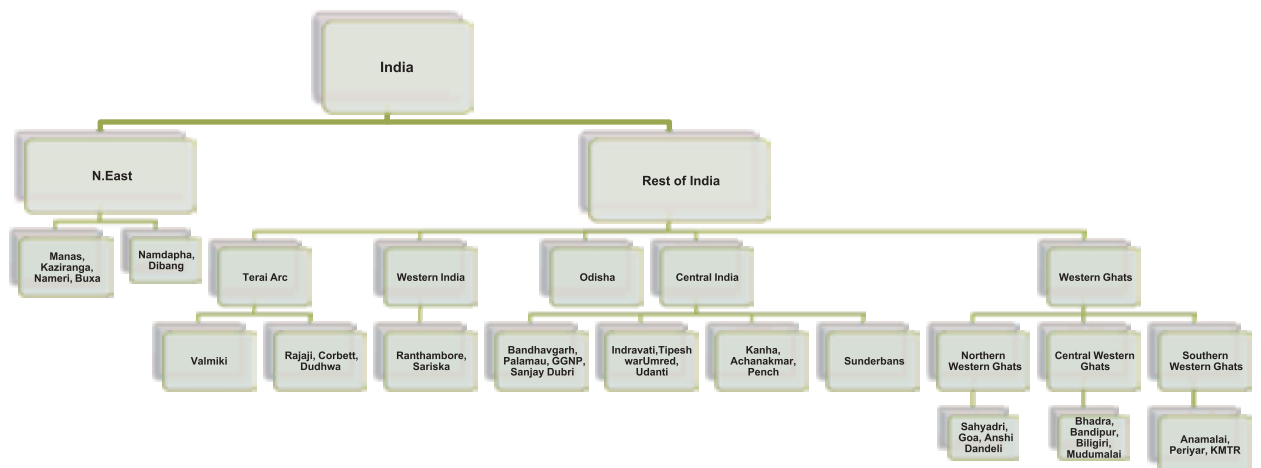 India
N.East
Rest of India
Manas,
Kaziranga,
Nameri, Buxa
Namdapha,
Dibang
Terai Arc
Western India
Odisha
Central India
Western Ghats
Valmiki
Rajaji, Corbett,
Dudhwa
Ranthambore,
Sariska
Bandhavgarh,
Palamau, GGNP,
Sanjay Dubri
Indravati,Tipesh
warUmred,
Udanti
Kanha,
Achanakmar,
Pench
Sunderbans
Northern
Western Ghats
Central Western
Ghats
Southern
Western Ghats
Sahyadri,
Goa, Anshi
Dandeli
Bhadra,
Bandipur,
Biligiri,
Mudumalai
Anamalai,
Periyar, KMTR